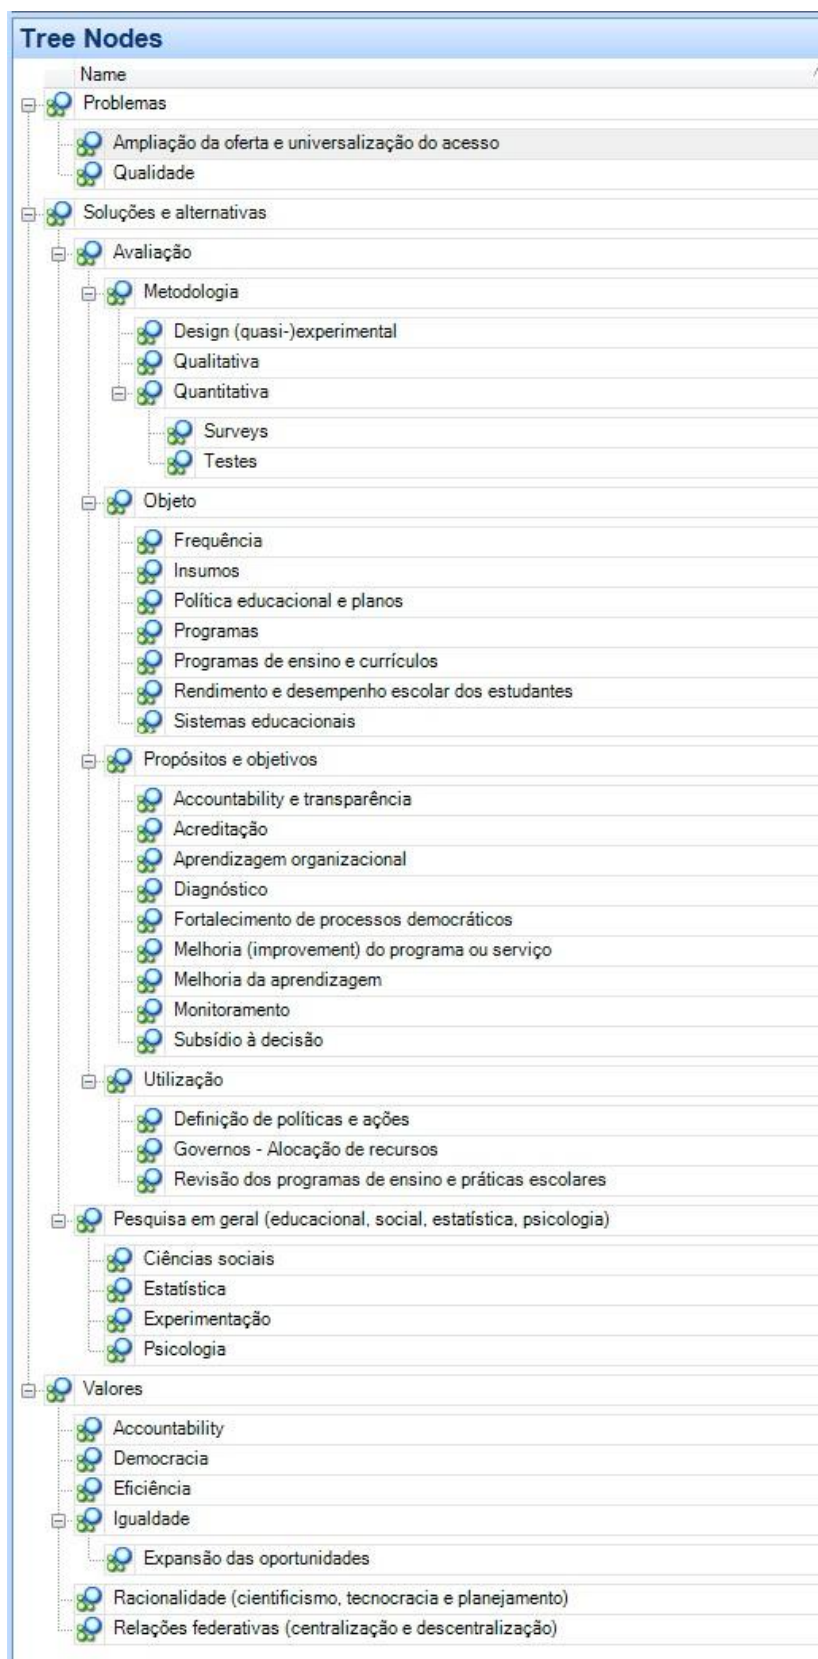 Tree Nodes
Name
Problemas
Ampliação da oferta e universalização do acesso
Qualidade
Soluções e alternativas
Avaliação
Metodologia
Design (quasi-)experimental
Qualitativa
Quantitativa
Surveys
Testes
Objeto
Frequência
Insumos
Política educacional e planos
Programas
Programas de ensino e currículos
Rendimento e desempenho escolar dos estudantes
Sistemas educacionais
Propósitos e objetivos
Accountability e transparência
Acreditação
Aprendizagem organizacional
Diagnóstico
Fortalecimento de processos democráticos
Melhoria (improvement) do programa ou serviço
Melhoria da aprendizagem
Monitoramento
Subsídio à decisão
Utilização
Definição de políticas e ações
Governos - Alocação de recursos
Revisão dos programas de ensino e práticas escolares
Pesquisa em geral (educacional, social, estatística, psicologia)
Ciências sociais
Estatística
Experimentação
Psicologia
Valores
Accountability
Democracia
Eficiência
Igualdade
Expansão das oportunidades
Racionalidade (cientificismo, tecnocracia e planejamento)
Relações federativas (centralização e descentralização)